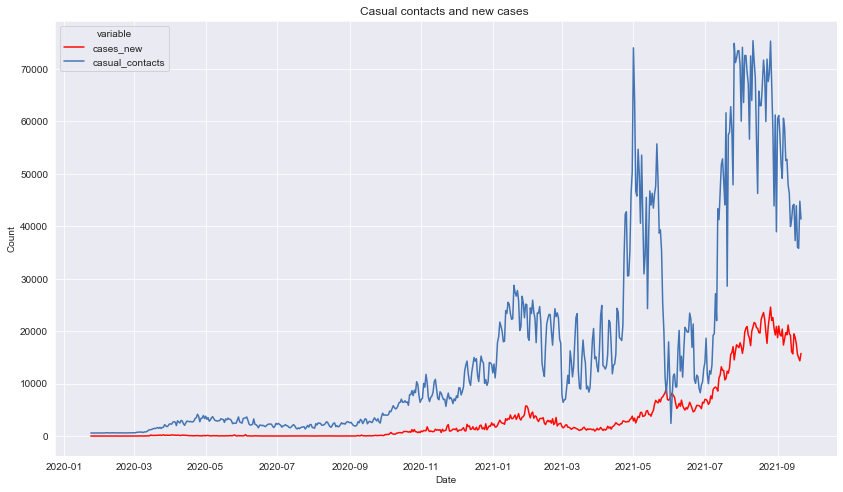 Casual contacts and new cases
variable
cases_new
casual_contacts
70000
60000
50000
40000
30000
20000
10000
0
Count
2020-01 2020-03 2020-05 2020-07 2020-09 2020-11 2021-01 2021-03 2021-05 2021-07 2021-09
Date